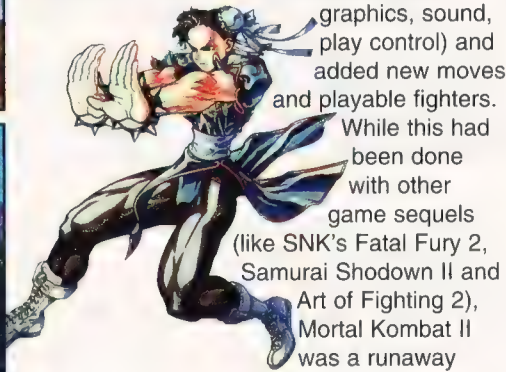 graphics, sound,
play control) and
added new moves
and playable fighters.
While this had
been done
with other
game sequels
(like SNK's Fatal Fury 2,
Samurai Shodown II and
Art of Fighting 2),
Mortal Kombat II
was a runaway